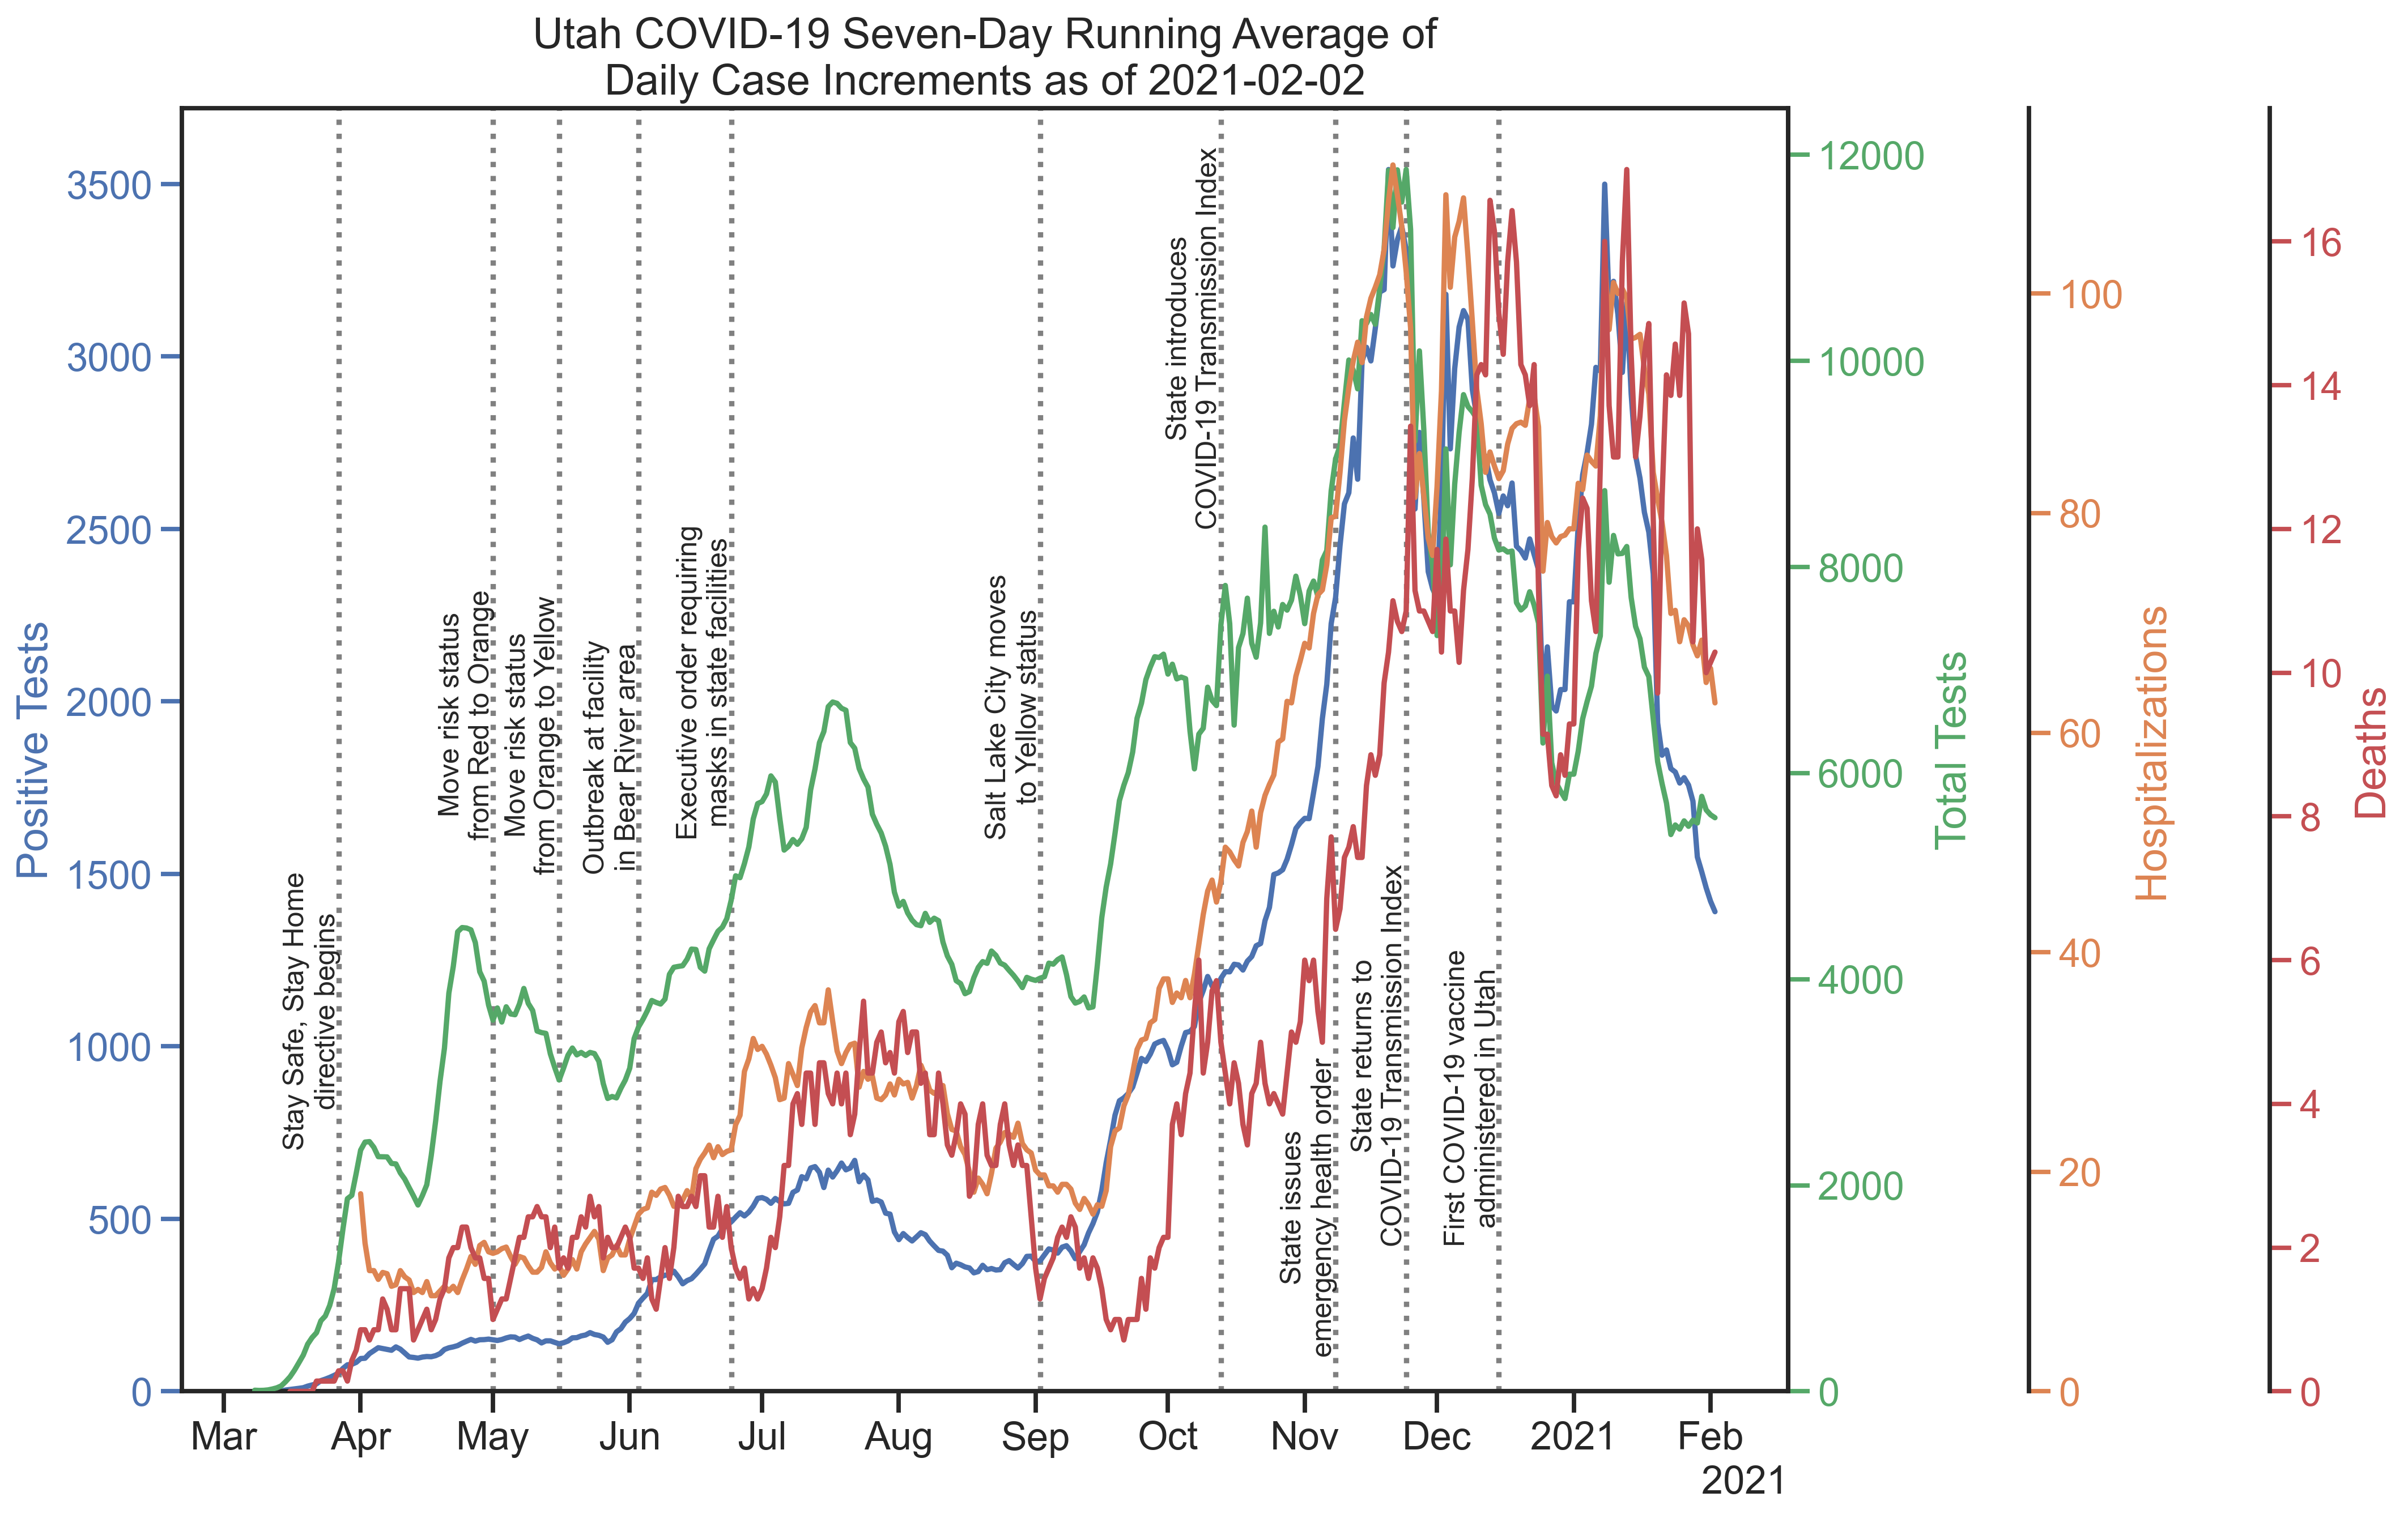 Utah COVID-19 Seven-Day Running Average of
Daily Case Increments as of 2021-02-02
Positive Tests
3500
3000
2500
2000
1500
1000
500
0
Stay Safe, Stay Home
directive begins
Move risk status
from Red to Orange
Move risk status
from Orange to Yellow
Outbreak at facility
in Bear River area
Executive order requiring
masks in state facilities
Salt Lake City moves
to Yellow status
State introduces
COVID-19 Transmission Index
State issues
emergency health order
State returns to
COVID-19 Transmission Index
First COVID-19 vaccine
administered in Utah
12000
10000
8000
6000
4000
2000
0
Total Tests
100
80
60
40
20
0
Hospitalizations
16
14
12
10
8
6
4
2
0
Deaths
Mar Apr May Jun Jul Aug Sep Oct Nov Dec 2021 Feb
2021